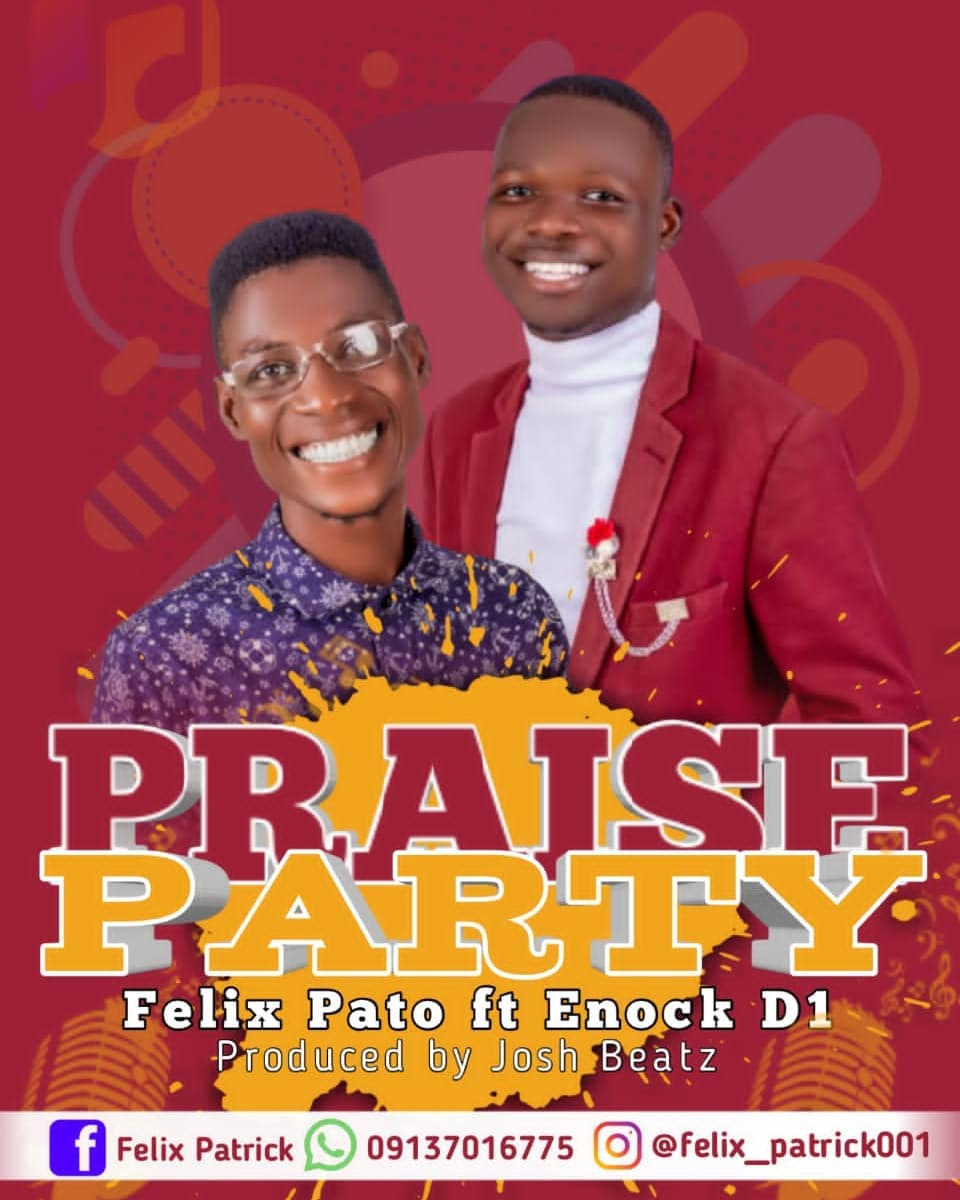 PRAISE
PARTY
Felix Pato ft Enock D1
Produced by Josh Beatz
f Felix Patrick 09137016775 @felix_patrick001